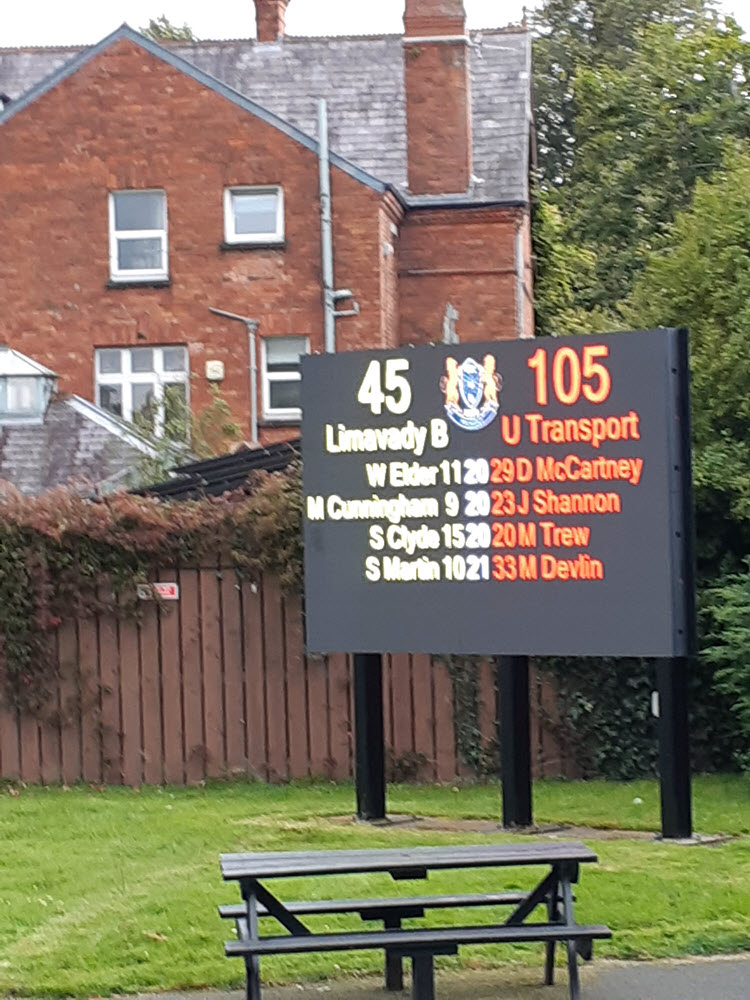 45 105
Limavady B U Transport
W Elder 11 20 29 D McCartney
M Cunningham 9 20 23 J Shannon
S Clyde 15 20 20 M Trew
S Martin 10 21 33 M Devlin